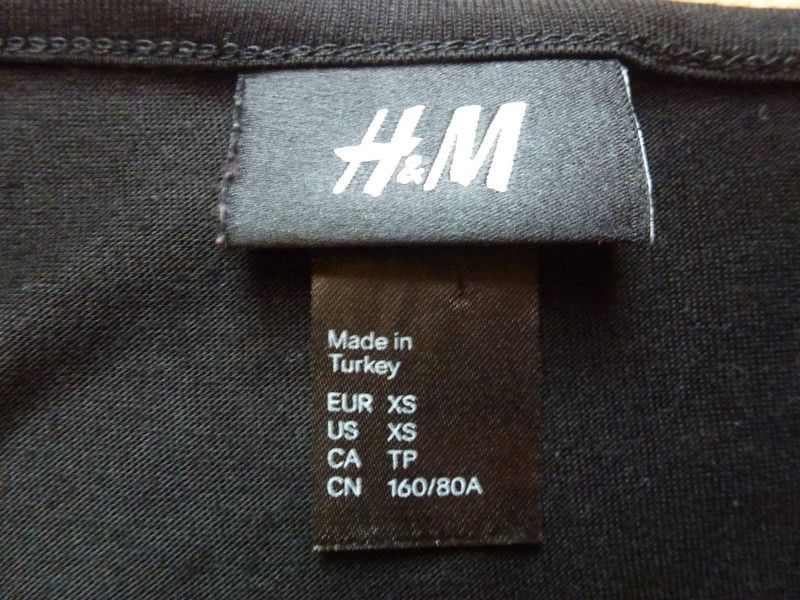 H&M
Made in
Turkey
EUR XS
US XS
CA TP
CN 160/80A